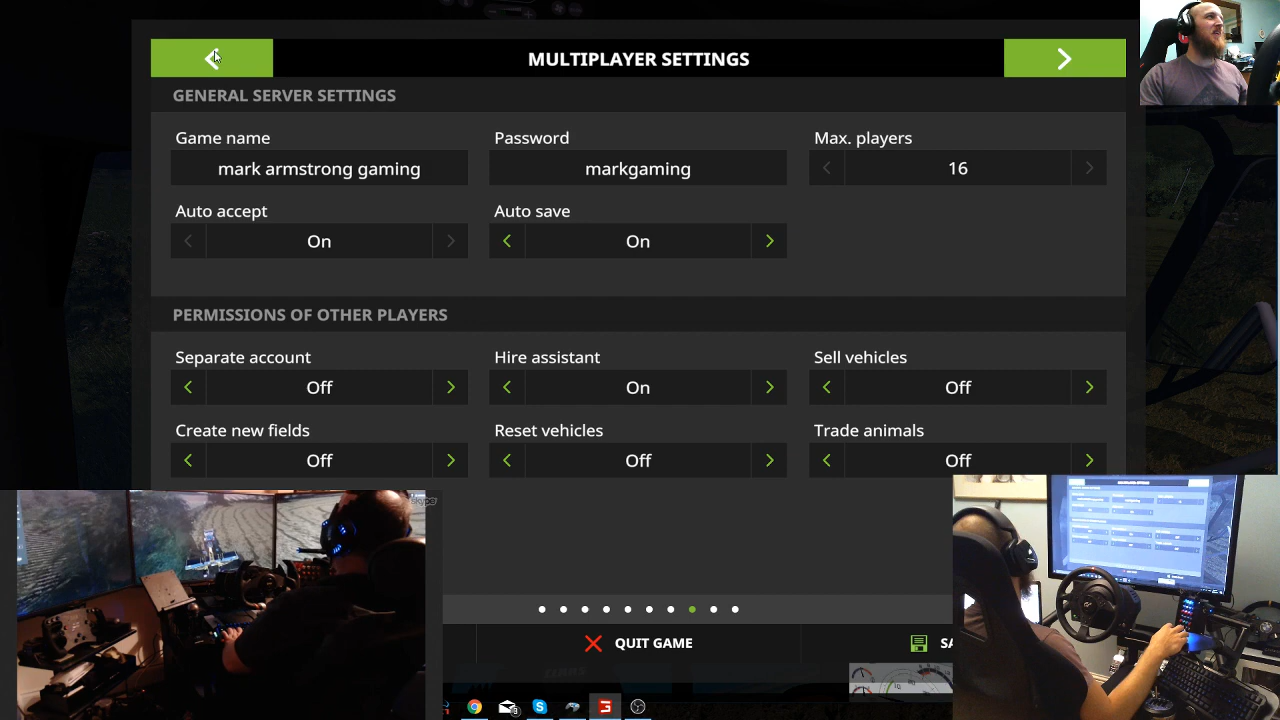 MULTIPLAYER SETTINGS
GENERAL SERVER SETTINGS
Game name
Password
Max. players
mark armstrong gaming
markgaming
16
Auto accept
Auto save
On
On
PERMISSIONS OF OTHER PLAYERS
Separate account
Hire assistant
Sell vehicles
Off
On
Off
Create new fields
Reset vehicles
Trade animals
Off
Off
Off
QUIT GAME
SA
3